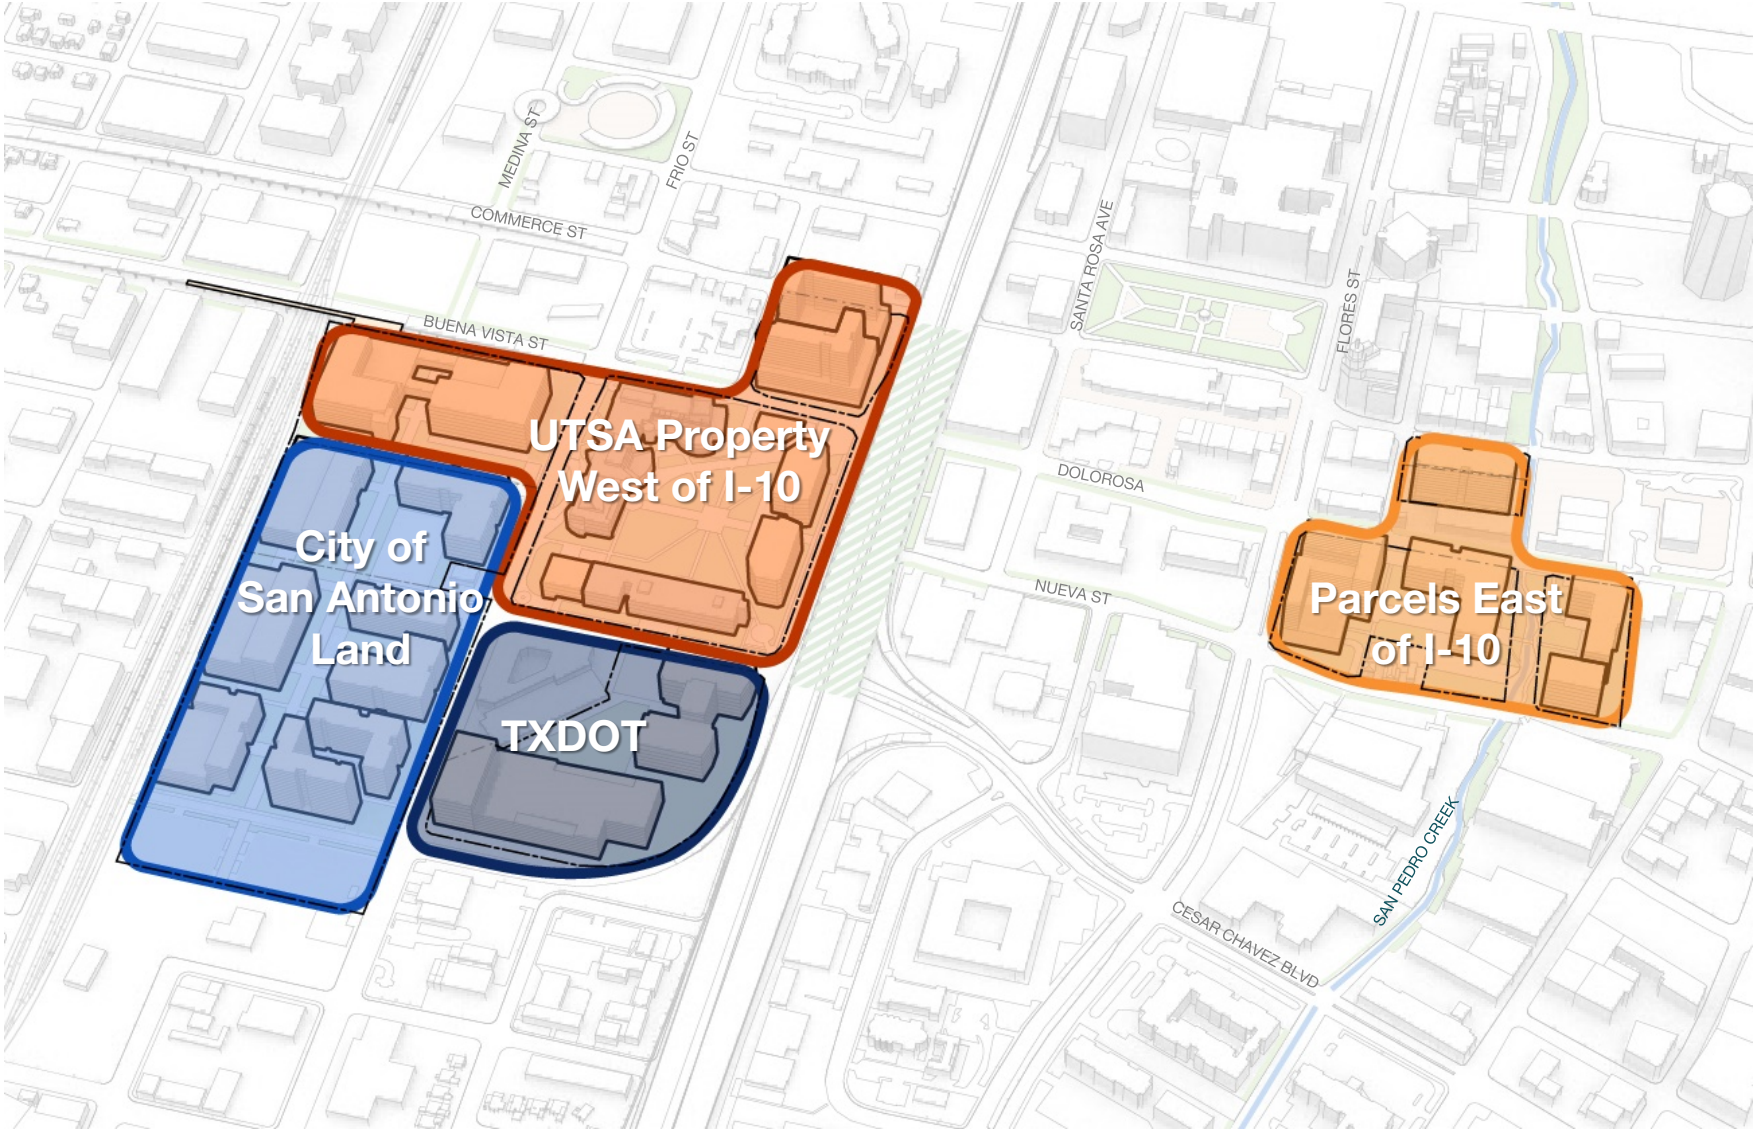 MEDINA ST
FRIO ST
COMMERCE ST
SANTA ROSA AVE
FLORES ST
BUENA VISTA ST
UTSA Property
West of I-10
DOLOROSA
City of
San Antonio
Land
NUEVA ST
Parcels East
of I-10
TXDOT
SAN PEDRO CREEK
CESAR CHAVEZ BLVD